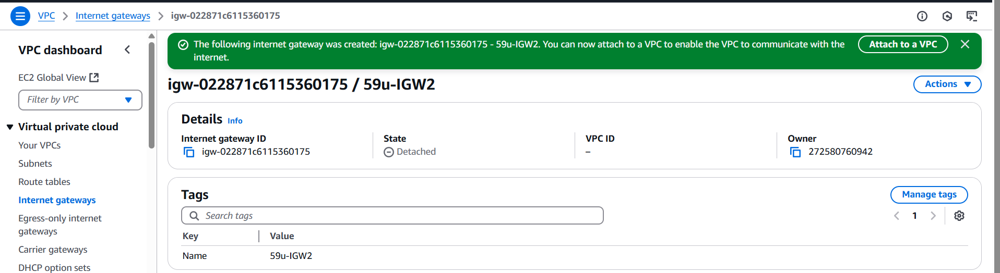 VPC > Internet gateways > igw-022871c6115360175
VPC dashboard
EC2 Global View
Filter by VPC
Virtual private cloud
Your VPCs
Subnets
Route tables
Internet gateways
Egress-only internet
gateways
Carrier gateways
DHCP option sets
The following internet gateway was created: igw-022871c6115360175 - 59u-IGW2. You can now attach to a VPC to enable the VPC to communicate with the
internet.
Attach to a VPC
igw-022871c6115360175 / 59u-IGW2
Actions
Details Info
Internet gateway ID
igw-022871c6115360175
State
Detached
VPC ID
–
Owner
272580760942
Tags
Manage tags
Search tags
1
Key Value
Name 59u-IGW2